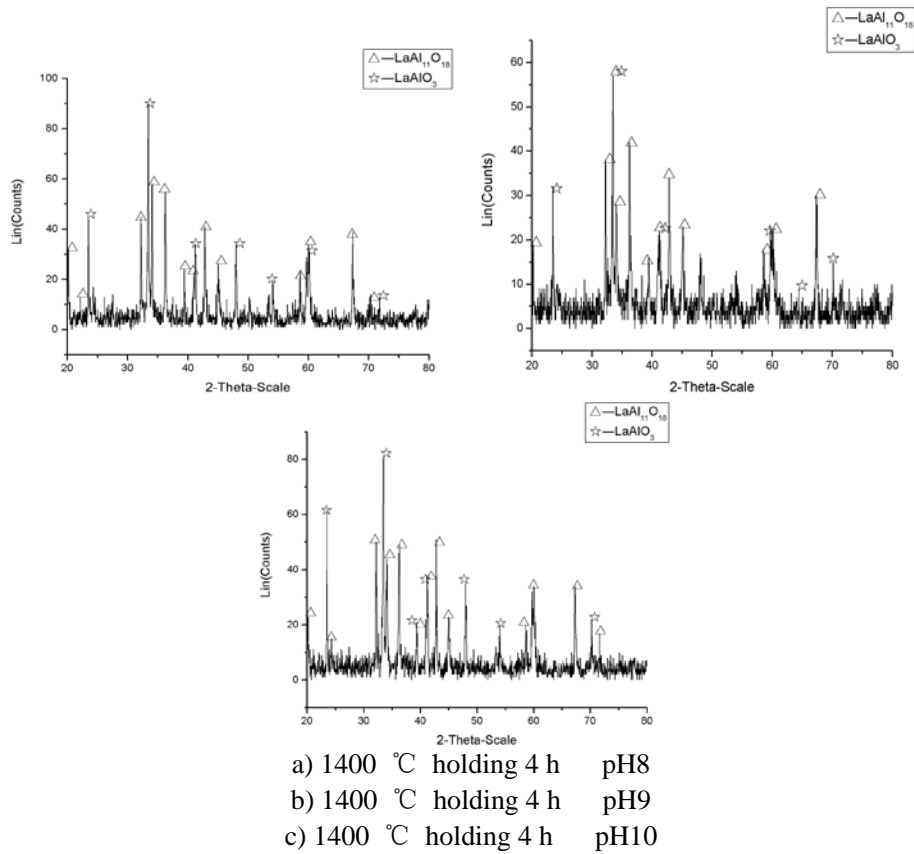 △—LaAl₁₁O₁₈
☆—LaAlO₃
100
80
60
40
20
0
Lin(Counts)
20 30 40 50 60 70 80
2-Theta-Scale
△—LaAl₁₁O₁₈
☆—LaAlO₃
60
50
40
30
20
10
0
Lin(Counts)
20 30 40 50 60 70 80
2-Theta-Scale
△—LaAl₁₁O₁₈
☆—LaAlO₃
80
60
40
20
0
Lin(Counts)
20 30 40 50 60 70 80
2-Theta-Scale
a) 1400 ℃ holding 4 h pH8
b) 1400 ℃ holding 4 h pH9
c) 1400 ℃ holding 4 h pH10